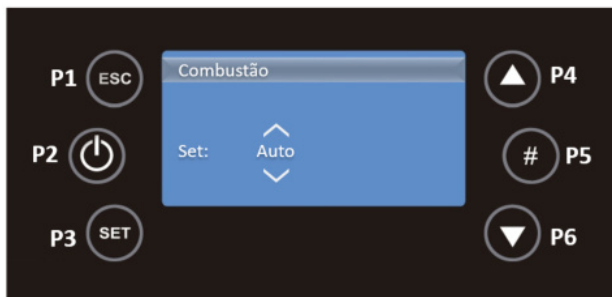 Combustão
P1 ESC
P4
P2 Set: Auto # P5
P3 SET
P6